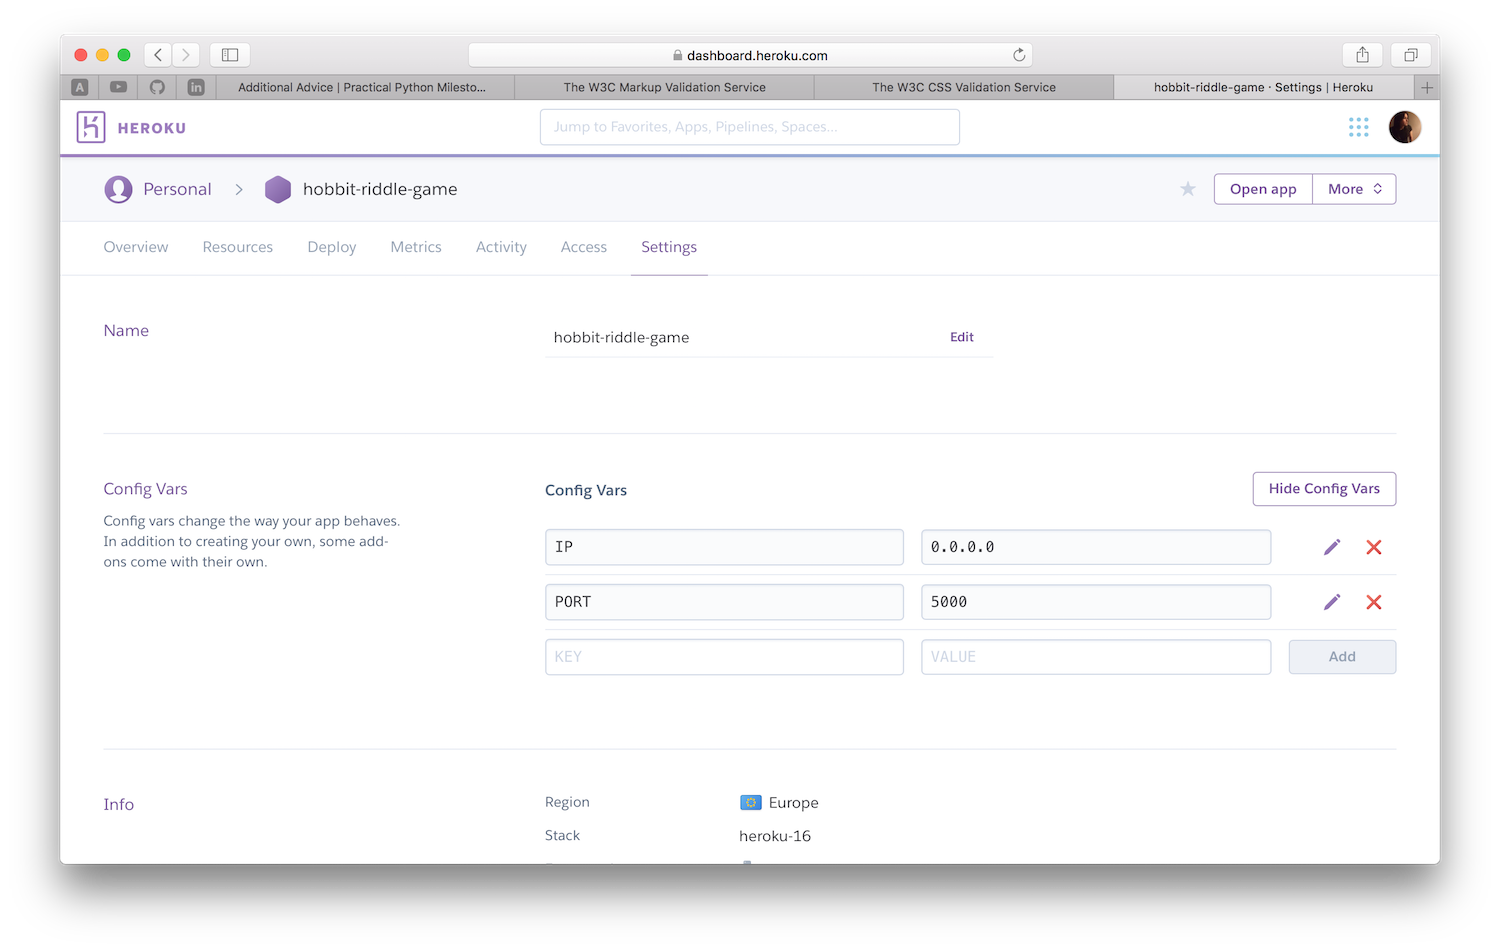 dashboard.heroku.com
A
in
Additional Advice | Practical Python Milesto...
The W3C Markup Validation Service
The W3C CSS Validation Service
hobbit-riddle-game · Settings | Heroku
HEROKU
Jump to Favorites, Apps, Pipelines, Spaces...
Personal
hobbit-riddle-game
Open app
More
Overview
Resources
Deploy
Metrics
Activity
Access
Settings
Name
hobbit-riddle-game
Edit
Config Vars
Config vars change the way your app behaves.
In addition to creating your own, some add-
ons come with their own.
Config Vars
Hide Config Vars
IP
0.0.0.0
PORT
5000
KEY
VALUE
Add
Info
Region
Europe
Stack
heroku-16